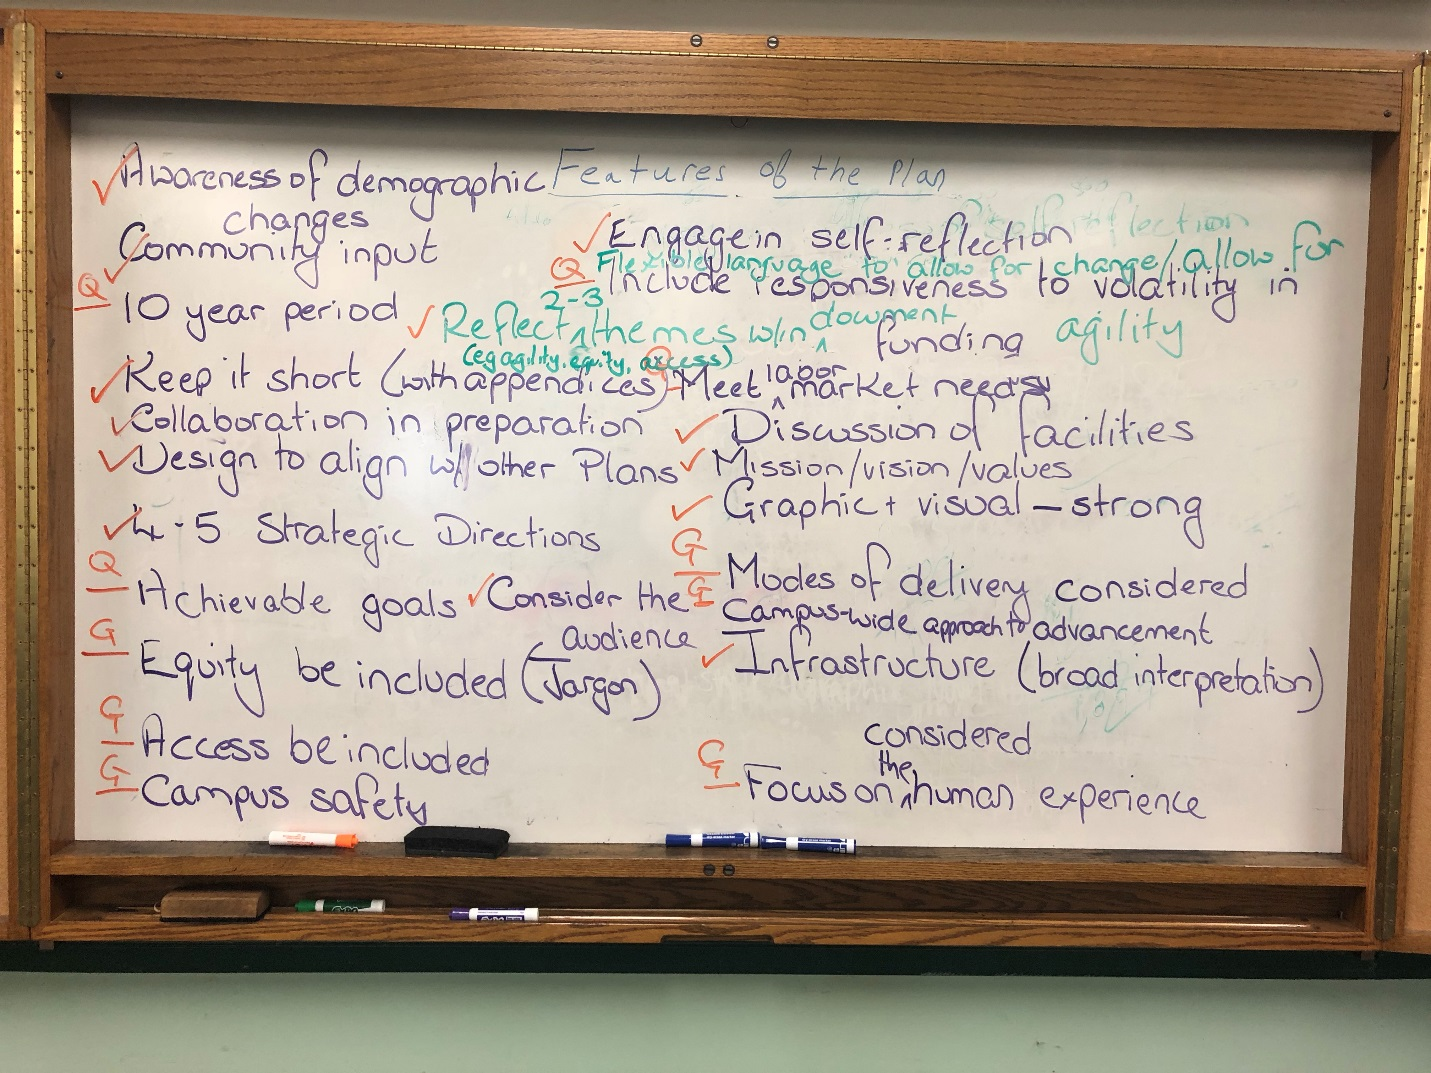 Features of the Plan
✓ Awareness of demographic
changes
✓ Community input
Q 10 year period
✓ Keep it short (with appendices)
✓ Collaboration in preparation
✓ Design to align w/ other Plans
✓ 4-5 Strategic Directions
Q Achievable goals
G Equity be included
G Access be included
G Campus safety
✓ Engage in self-reflection
Flexible language to allow for change/allow for
agility
Q Include responsiveness to volatility in
funding
2-3
✓ Reflect ^ themes w/in ^ document
(eg agility, equity, access)
Q Meet ^ labor market needs
✓ Discussion of facilities
✓ Mission/vision/values
✓ Graphic + visual – strong
G Modes of delivery considered
✓ Consider the
audience
(Jargon)
G Campus-wide approach to advancement
✓ Infrastructure (broad interpretation)
considered
G Focus on ^ the human experience